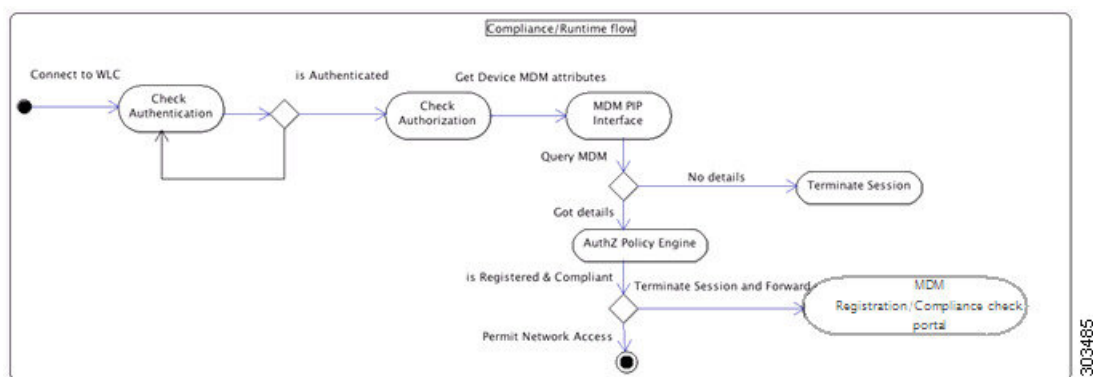 Compliance/Runtime flow
Connect to WLC
is Authenticated
Get Device MDM attributes
Check
Authentication
Check
Authorization
MDM PIP
Interface
Query MDM
No details
Terminate Session
Got details
AuthZ Policy Engine
is Registered & Compliant
Terminate Session and Forward
MDM
Registration/Compliance check
portal
Permit Network Access
303485